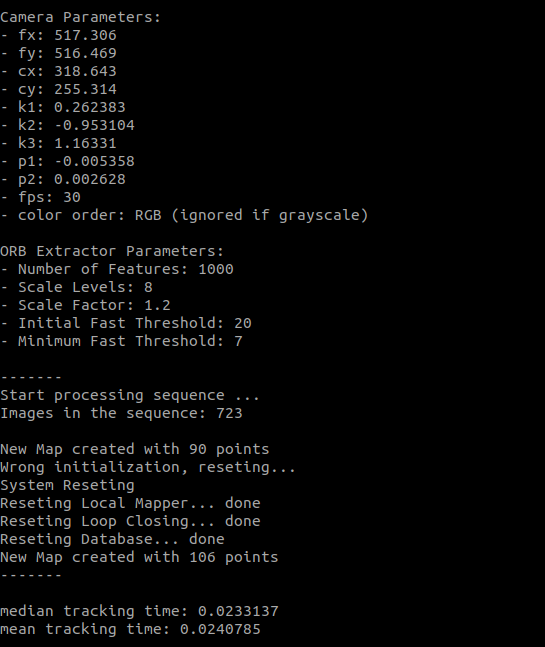 Camera Parameters:
- fx: 517.306
- fy: 516.469
- cx: 318.643
- cy: 255.314
- k1: 0.262383
- k2: -0.953104
- k3: 1.16331
- p1: -0.005358
- p2: 0.002628
- fps: 30
- color order: RGB (ignored if grayscale)

ORB Extractor Parameters:
- Number of Features: 1000
- Scale Levels: 8
- Scale Factor: 1.2
- Initial Fast Threshold: 20
- Minimum Fast Threshold: 7

-------
Start processing sequence ...
Images in the sequence: 723

New Map created with 90 points
Wrong initialization, reseting...
System Reseting
Reseting Local Mapper... done
Reseting Loop Closing... done
Reseting Database... done
New Map created with 106 points
-------

median tracking time: 0.0233137
mean tracking time: 0.0240785